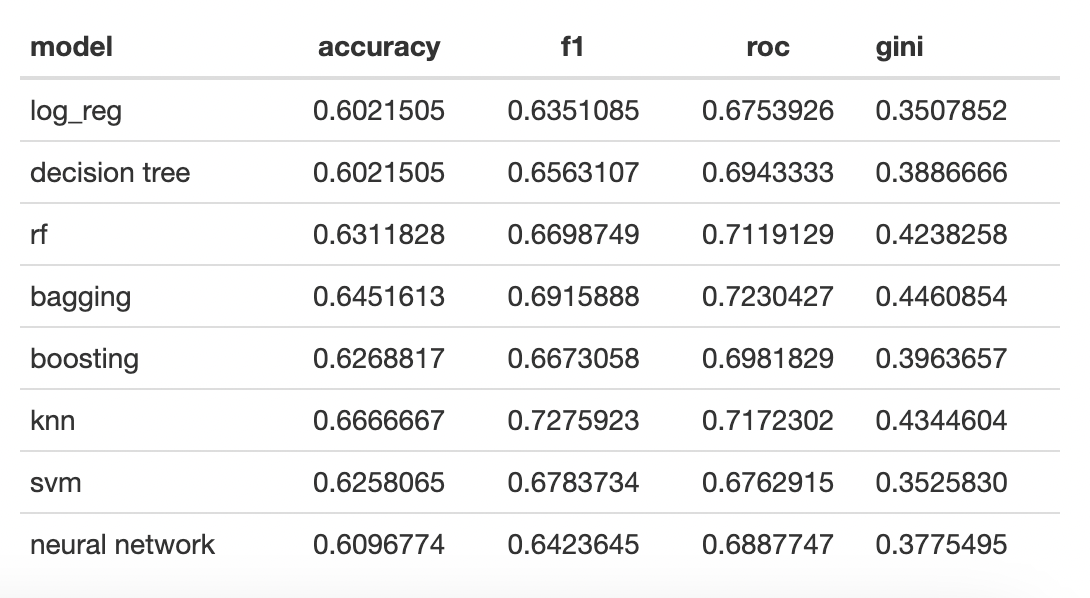 model accuracy f1 roc gini
log_reg 0.6021505 0.6351085 0.6753926 0.3507852
decision tree 0.6021505 0.6563107 0.6943333 0.3886666
rf 0.6311828 0.6698749 0.7119129 0.4238258
bagging 0.6451613 0.6915888 0.7230427 0.4460854
boosting 0.6268817 0.6673058 0.6981829 0.3963657
knn 0.6666667 0.7275923 0.7172302 0.4344604
svm 0.6258065 0.6783734 0.6762915 0.3525830
neural network 0.6096774 0.6423645 0.6887747 0.3775495